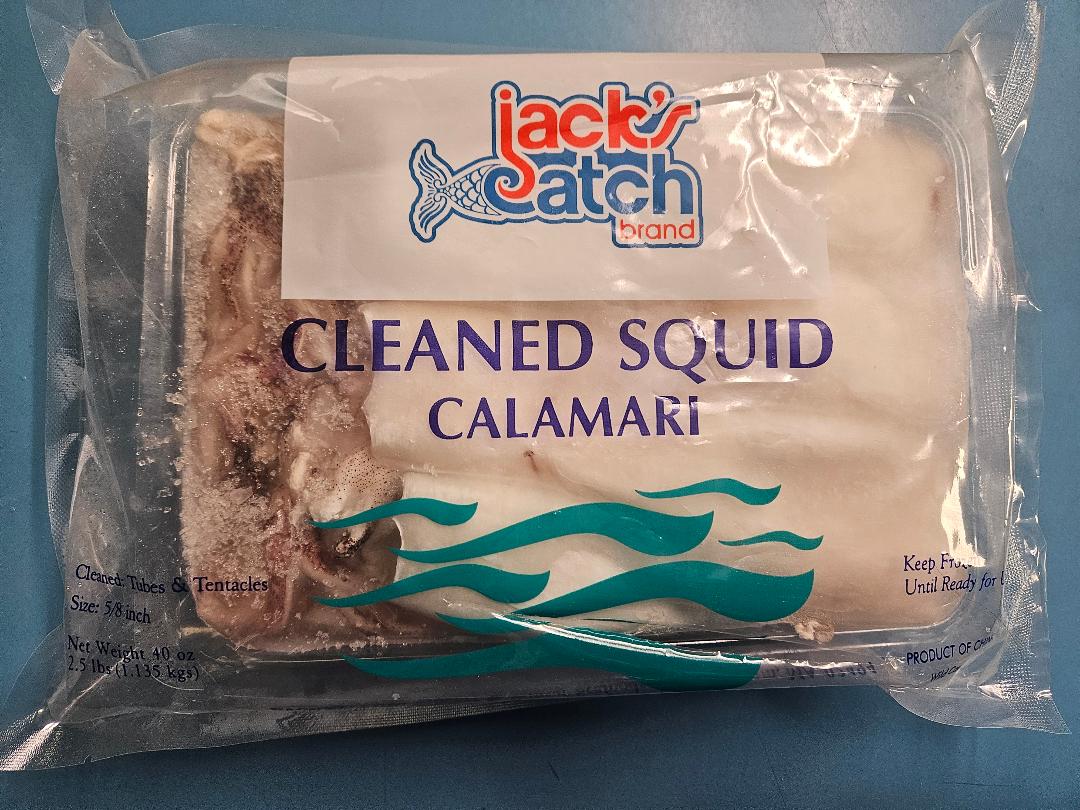 jack's
catch
brand
CLEANED SQUID
CALAMARI
Cleaned: Tubes & Tentacles
Size: 5/8 inch
Net Weight 40 oz
2.5 lbs (1.135 kgs)
Keep
Until Ready for
PRODUCT OF